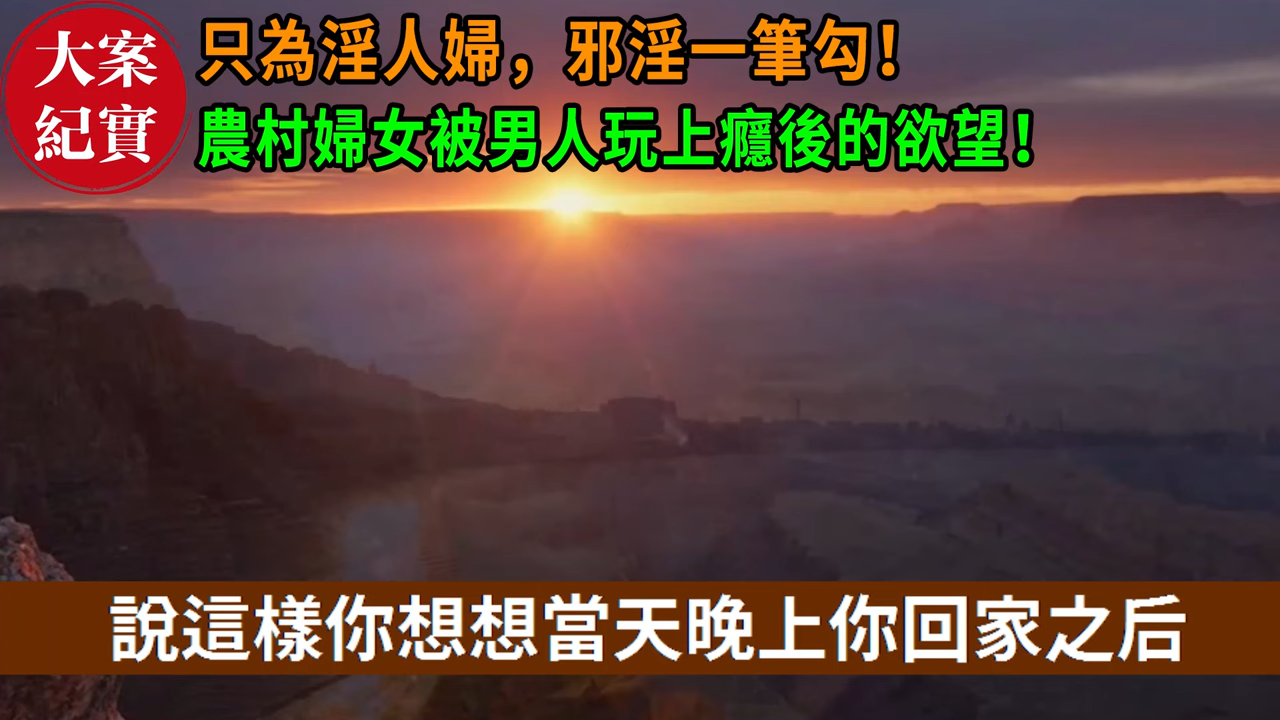 大案
紀實
只為淫人婦，邪淫一筆勾！
農村婦女被男人玩上癮後的欲望！
說這樣你想想當天晚上你回家之后